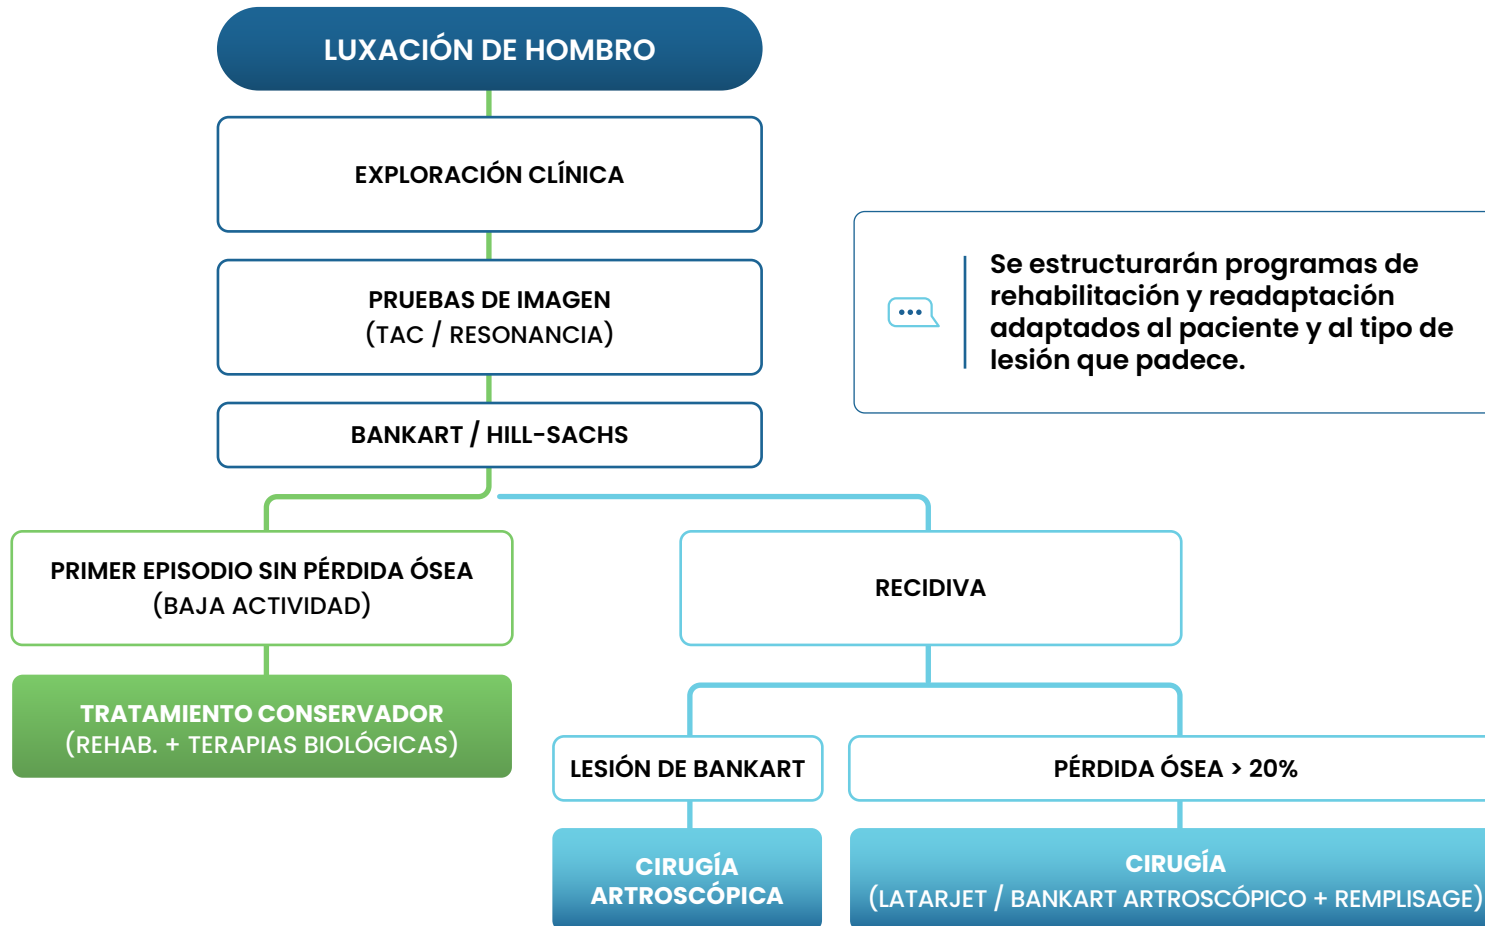 LUXACIÓN DE HOMBRO
EXPLORACIÓN CLÍNICA
PRUEBAS DE IMAGEN
(TAC / RESONANCIA)
Se estructurarán programas de
rehabilitación y readaptación
adaptados al paciente y al tipo de
lesión que padece.
BANKART / HILL-SACHS
PRIMER EPISODIO SIN PÉRDIDA ÓSEA
(BAJA ACTIVIDAD)
RECIDIVA
TRATAMIENTO CONSERVADOR
(REHAB. + TERAPIAS BIOLÓGICAS)
LESIÓN DE BANKART
PÉRDIDA ÓSEA > 20%
CIRUGÍA
ARTROSCÓPICA
CIRUGÍA
(LATARJET / BANKART ARTROSCÓPICO + REMPLISAGE)